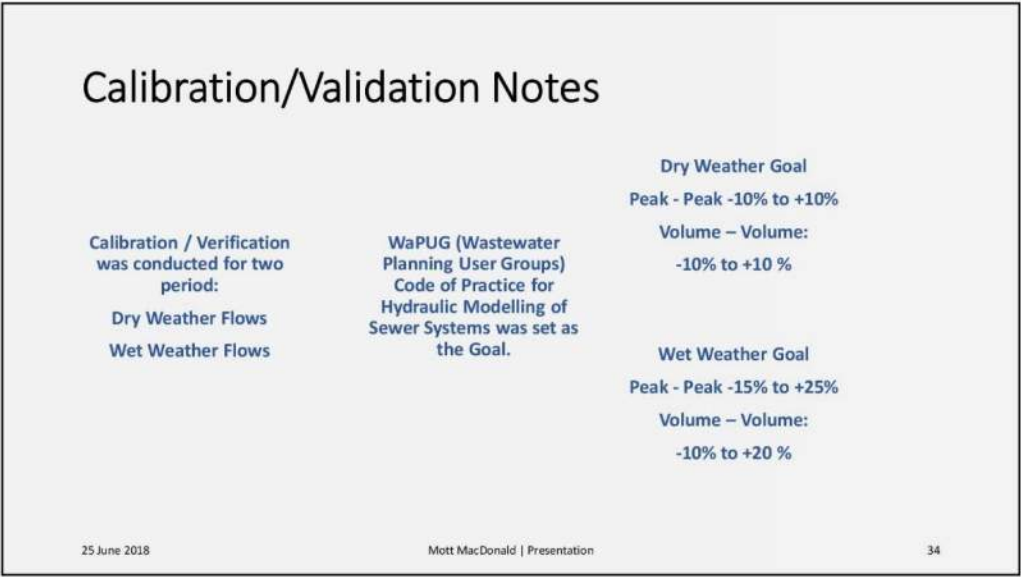 Calibration/Validation Notes
Calibration / Verification
was conducted for two
period:
Dry Weather Flows
Wet Weather Flows
WaPUG (Wastewater
Planning User Groups)
Code of Practice for
Hydraulic Modelling of
Sewer Systems was set as
the Goal.
Dry Weather Goal
Peak - Peak -10% to +10%
Volume – Volume:
-10% to +10 %
Wet Weather Goal
Peak - Peak -15% to +25%
Volume – Volume:
-10% to +20 %
25 June 2018
Mott MacDonald | Presentation
34